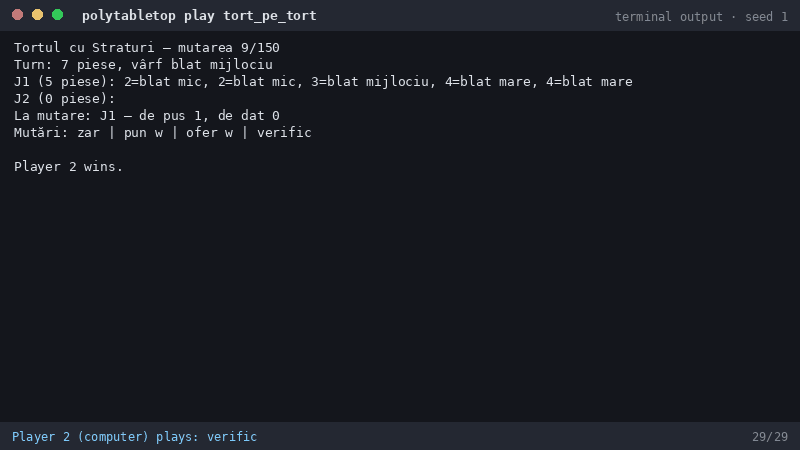 polytabletop play tort_pe_tort
terminal output · seed 1
Tortul cu Straturi — mutarea 9/150
Turn: 7 piese, vârf blat mijlociu
J1 (5 piese): 2=blat mic, 2=blat mic, 3=blat mijlociu, 4=blat mare, 4=blat mare
J2 (0 piese):
La mutare: J1 — de pus 1, de dat 0
Mutări: zar | pun w | ofer w | verific
Player 2 wins.
Player 2 (computer) plays: verific
29/29